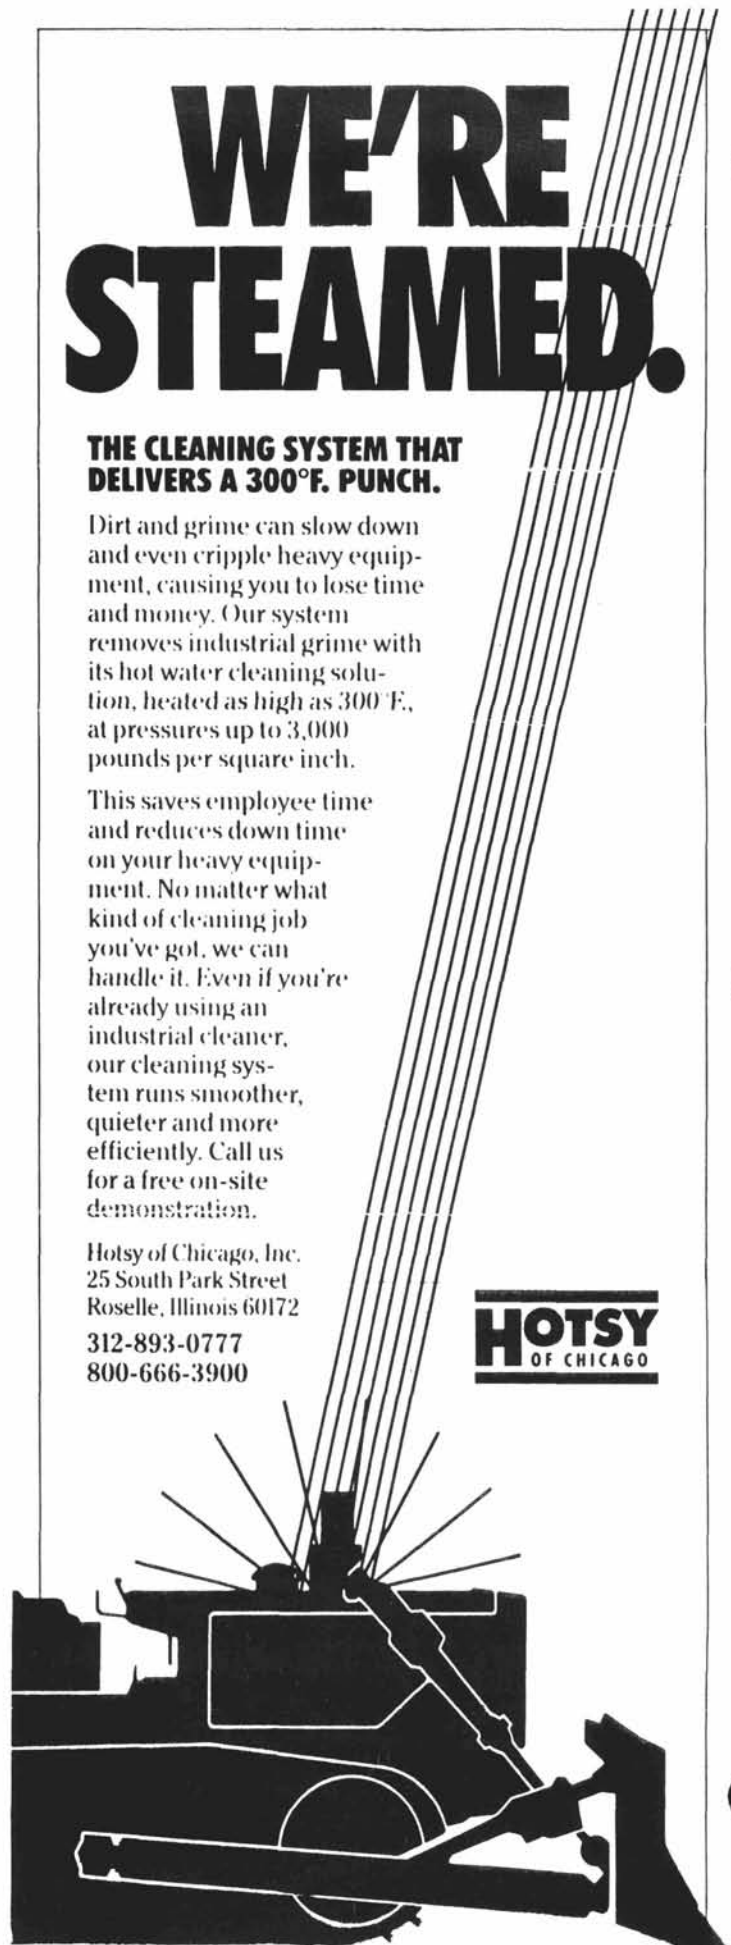 WE'RE
STEAMED.
THE CLEANING SYSTEM THAT
DELIVERS A 300°F. PUNCH.
Dirt and grime can slow down
and even cripple heavy equip-
ment, causing you to lose time
and money. Our system
removes industrial grime with
its hot water cleaning solu-
tion, heated as high as 300°F.,
at pressures up to 3,000
pounds per square inch.
This saves employee time
and reduces down time
on your heavy equip-
ment. No matter what
kind of cleaning job
you've got, we can
handle it. Even if you're
already using an
industrial cleaner,
our cleaning sys-
tem runs smoother,
quieter and more
efficiently. Call us
for a free on-site
demonstration.
Hotsy of Chicago, Inc.
25 South Park Street
Roselle, Illinois 60172
312-893-0777
800-666-3900
HOTSY
OF CHICAGO